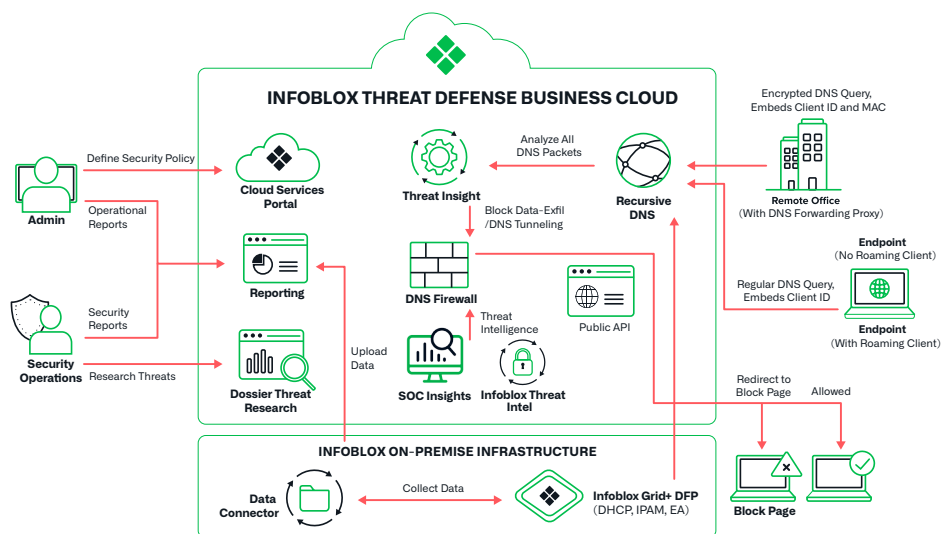 INFOBLOX THREAT DEFENSE BUSINESS CLOUD
Define Security Policy
Admin
Operational
Reports
Security
Reports
Security
Operations
Research Threats
Cloud Services
Portal
Reporting
Dossier Threat
Research
Upload
Data
Threat Insight
Analyze All
DNS Packets
Recursive
DNS
Block Data-Exfil
/DNS Tunneling
DNS Firewall
Threat
Intelligence
SOC Insights
Infoblox Threat
Intel
Public API
Encrypted DNS Query,
Embeds Client ID and MAC
Remote Office
(With DNS Forwarding Proxy)
Endpoint
(No Roaming Client)
Regular DNS Query,
Embeds Client ID
Endpoint
(With Roaming Client)
Redirect to
Block Page
Allowed
Block Page
INFOBLOX ON-PREMISE INFRASTRUCTURE
Data
Connector
Collect Data
Infoblox Grid+ DFP
(DHCP, IPAM, EA)